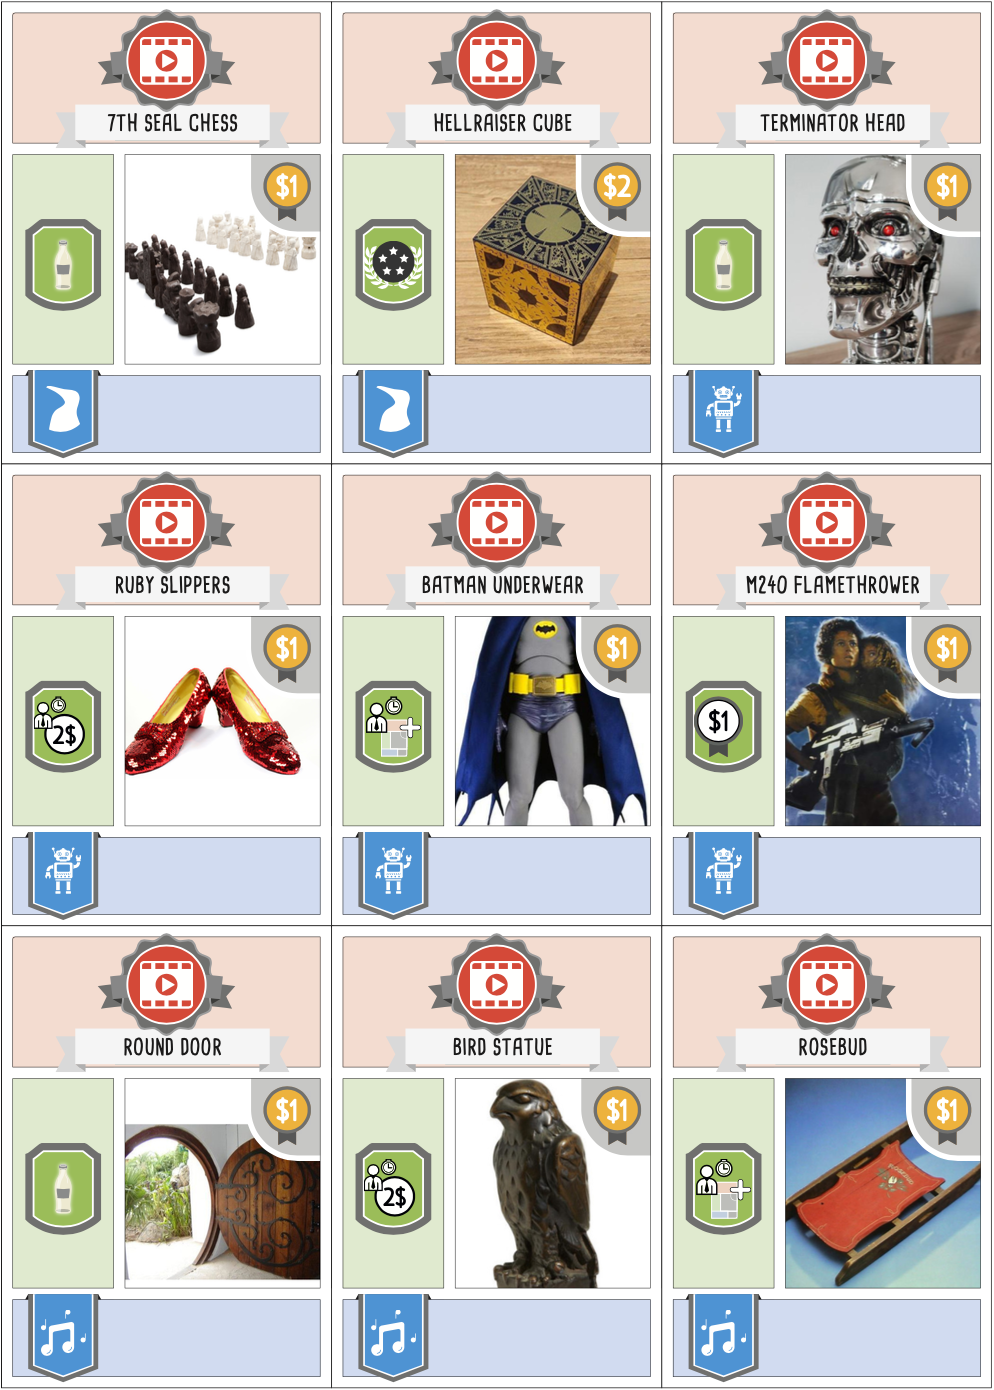 7TH SEAL CHESS
$1
HELLRAISER CUBE
$2
TERMINATOR HEAD
$1
RUBY SLIPPERS
$1
2$
BATMAN UNDERWEAR
$1
M240 FLAMETHROWER
$1
$1
ROUND DOOR
$1
BIRD STATUE
$1
2$
ROSEBUD
$1